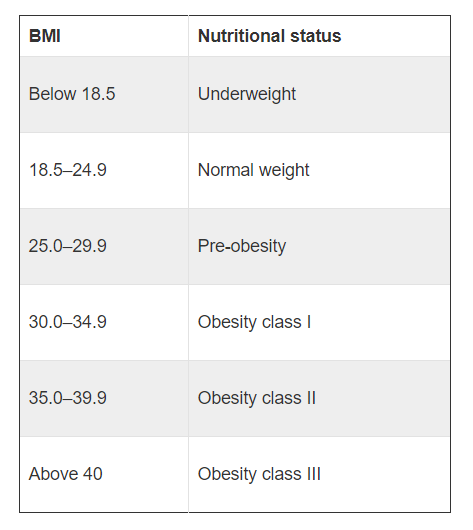 BMI Nutritional status
Below 18.5 Underweight
18.5–24.9 Normal weight
25.0–29.9 Pre-obesity
30.0–34.9 Obesity class I
35.0–39.9 Obesity class II
Above 40 Obesity class III